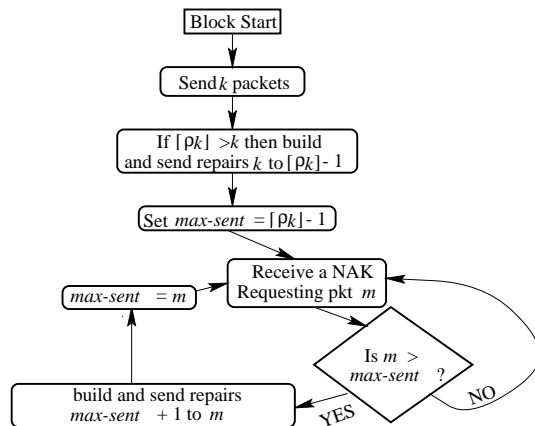 Block Start
Send k packets
If ⌈ρk⌉ >k then build
and send repairs k to ⌈ρk⌉- 1
Set max-sent = ⌈ρk⌉- 1
Receive a NAK
Requesting pkt m
max-sent = m
Is m >
max-sent ?
NO
YES
build and send repairs
max-sent + 1 to m